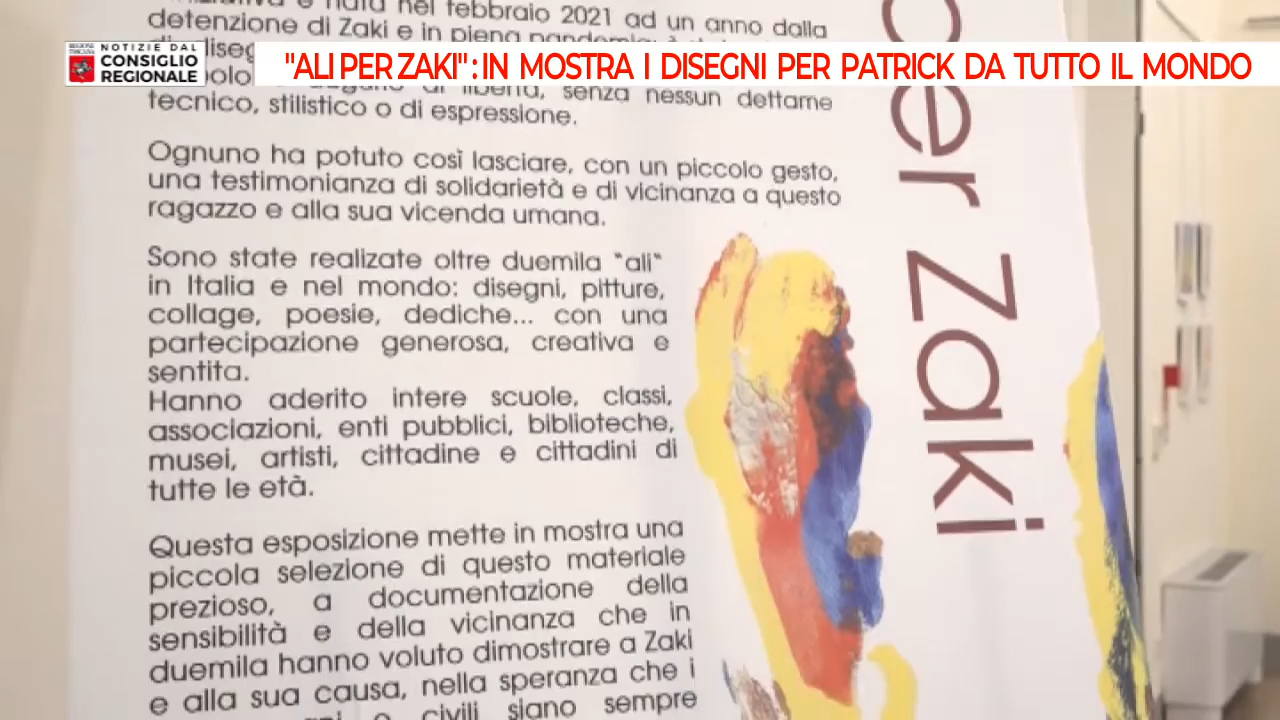 nel febbraio 2021 ad un anno dalla
detenzione di Zaki e in piena
NOTIZIE DAL
CONSIGLIO
REGIONALE
"ALI PER ZAKI": IN MOSTRA I DISEGNI PER PATRICK DA TUTTO IL MONDO
senza nessun dettame
tecnico, stilistico o di espressione.
Ognuno ha potuto così lasciare, con un piccolo gesto,
una testimonianza di solidarietà e di vicinanza a questo
ragazzo e alla sua vicenda umana.
Sono state realizate oltre duemila "ali"
in Italia e nel mondo: disegni, pitture,
collage, poesie, dediche... con una
partecipazione generosa, creativa e
sentita.
Hanno aderito intere scuole, classi,
associazioni, enti pubblici, biblioteche,
musei, artisti, cittadine e cittadini di
tutte le età.
Questa esposizione mette in mostra una
piccola selezione di questo materiale
prezioso, a documentazione della
sensibilità e della vicinanza che in
duemila hanno voluto dimostrare a Zaki
e alla sua causa, nella speranza che i
civili siano sempre
per Zaki